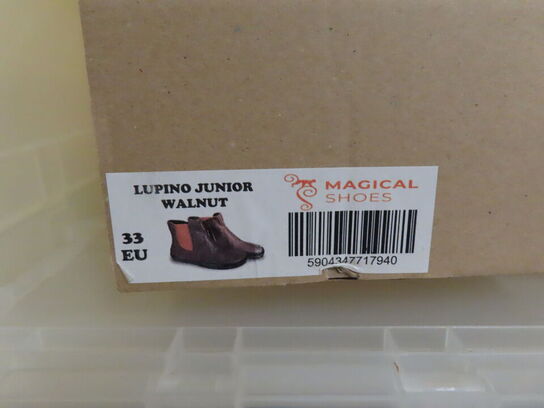 LUPINO JUNIOR
WALNUT
33
EU
MAGICAL
SHOES
5904347717940